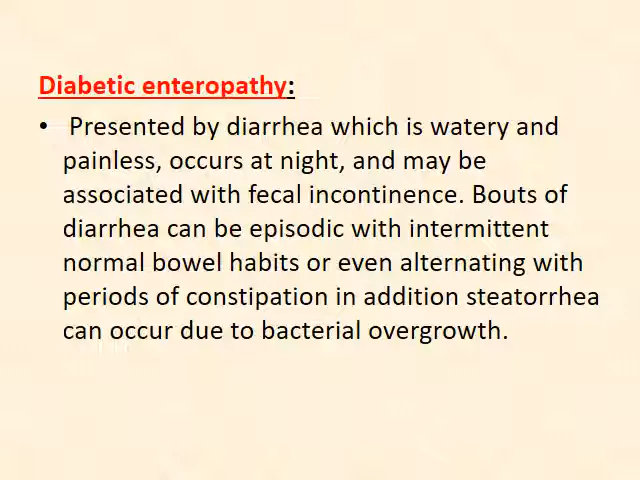 Diabetic enteropathy:
• Presented by diarrhea which is watery and
painless, occurs at night, and may be
associated with fecal incontinence. Bouts of
diarrhea can be episodic with intermittent
normal bowel habits or even alternating with
periods of constipation in addition steatorrhea
can occur due to bacterial overgrowth.